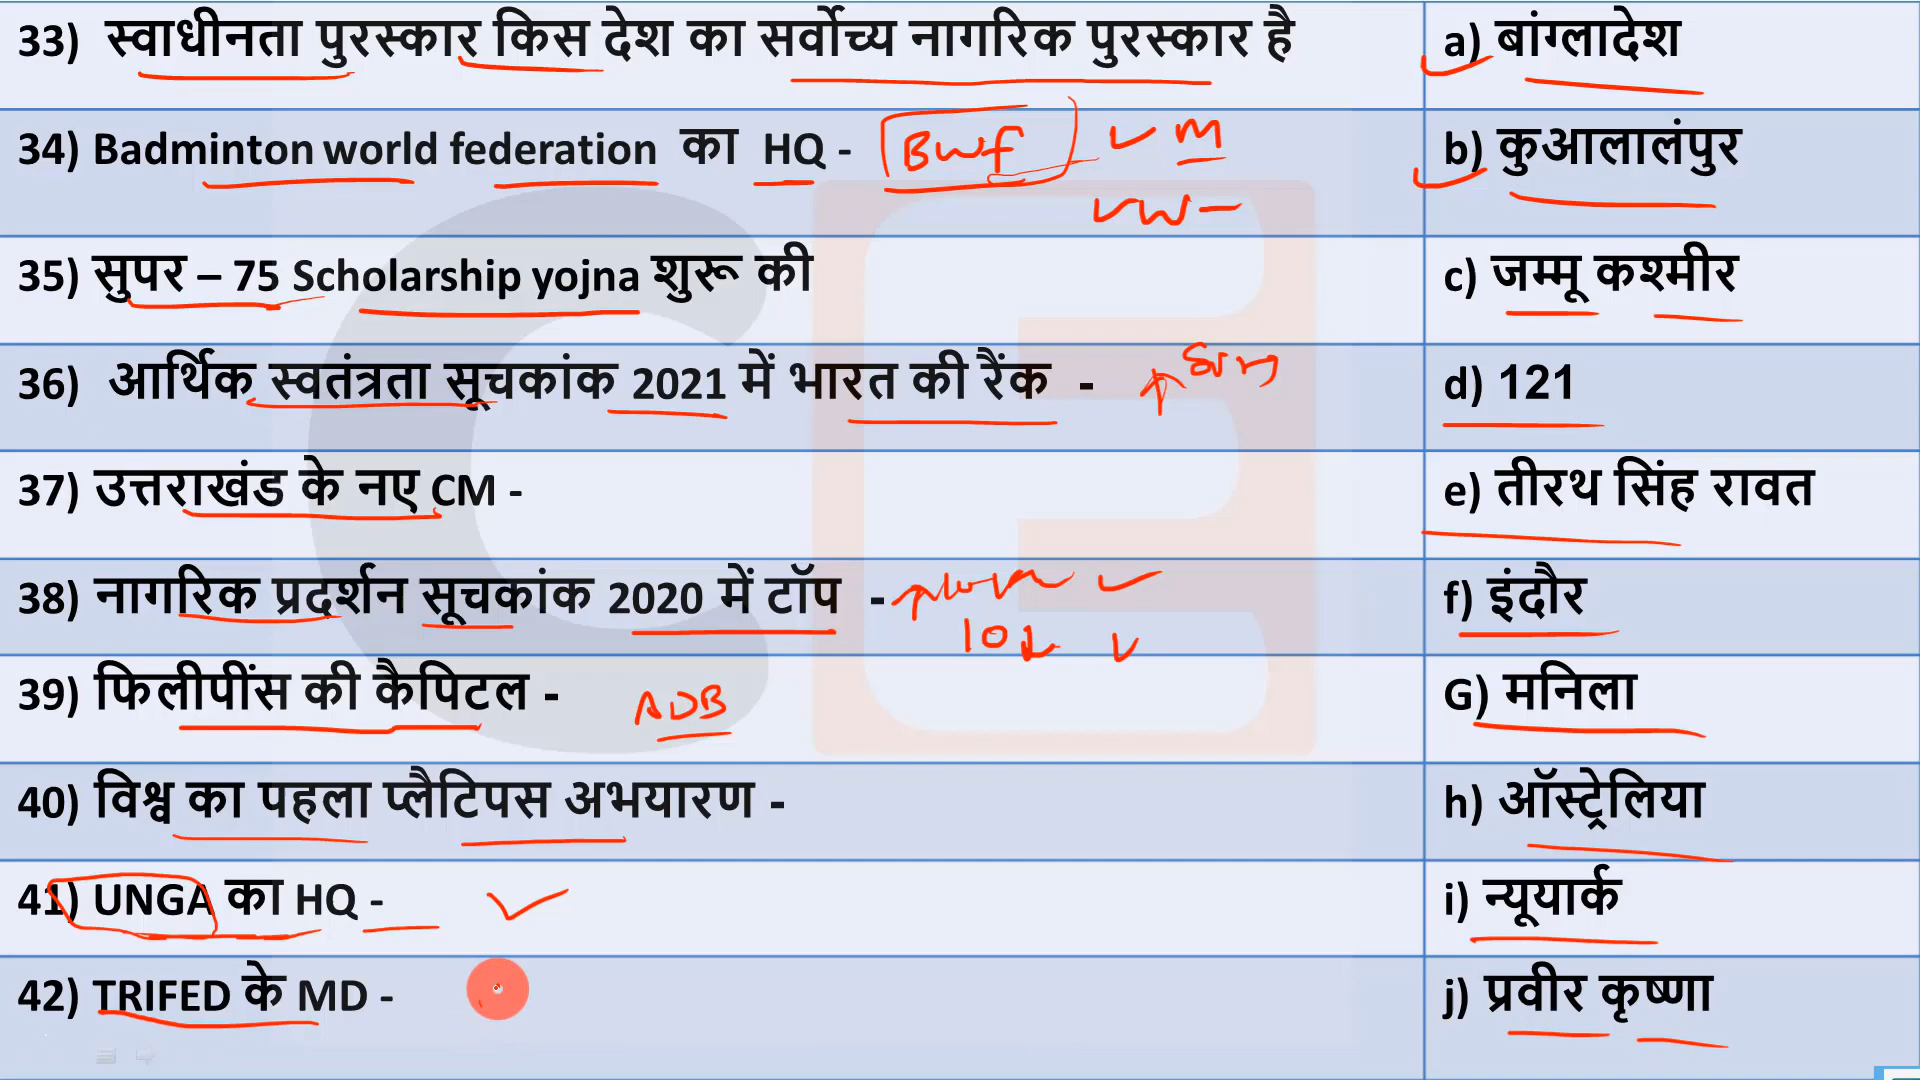 33) स्वाधीनता पुरस्कार किस देश का सर्वोच्य नागरिक पुरस्कार है
a) बांग्लादेश
34) Badminton world federation का HQ - Bwf M
W
b) कुआलालंपुर
35) सुपर – 75 Scholarship yojna शुरू की
c) जम्मू कश्मीर
36) आर्थिक स्वतंत्रता सूचकांक 2021 में भारत की रैंक -
d) 121
37) उत्तराखंड के नए CM -
e) तीरथ सिंह रावत
38) नागरिक प्रदर्शन सूचकांक 2020 में टॉप -
10
f) इंदौर
39) फिलीपींस की कैपिटल - ADB
G) मनिला
40) विश्व का पहला प्लैटिपस अभयारण -
h) ऑस्ट्रेलिया
41) UNGA का HQ -
i) न्यूयार्क
42) TRIFED के MD -
j) प्रवीर कृष्णा